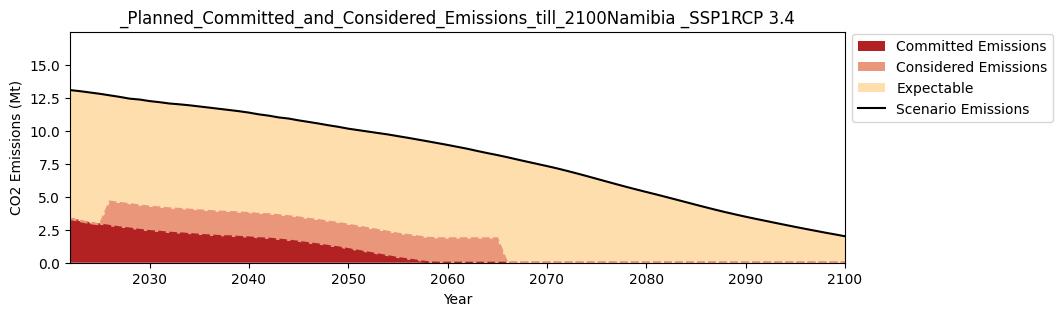 _Planned_Committed_and_Considered_Emissions_till_2100Namibia _SSP1RCP 3.4
15.0
12.5
10.0
7.5
5.0
2.5
0.0
CO2 Emissions (Mt)
2030
2040
2050
2060
2070
2080
2090
2100
Year
Committed Emissions
Considered Emissions
Expectable
Scenario Emissions